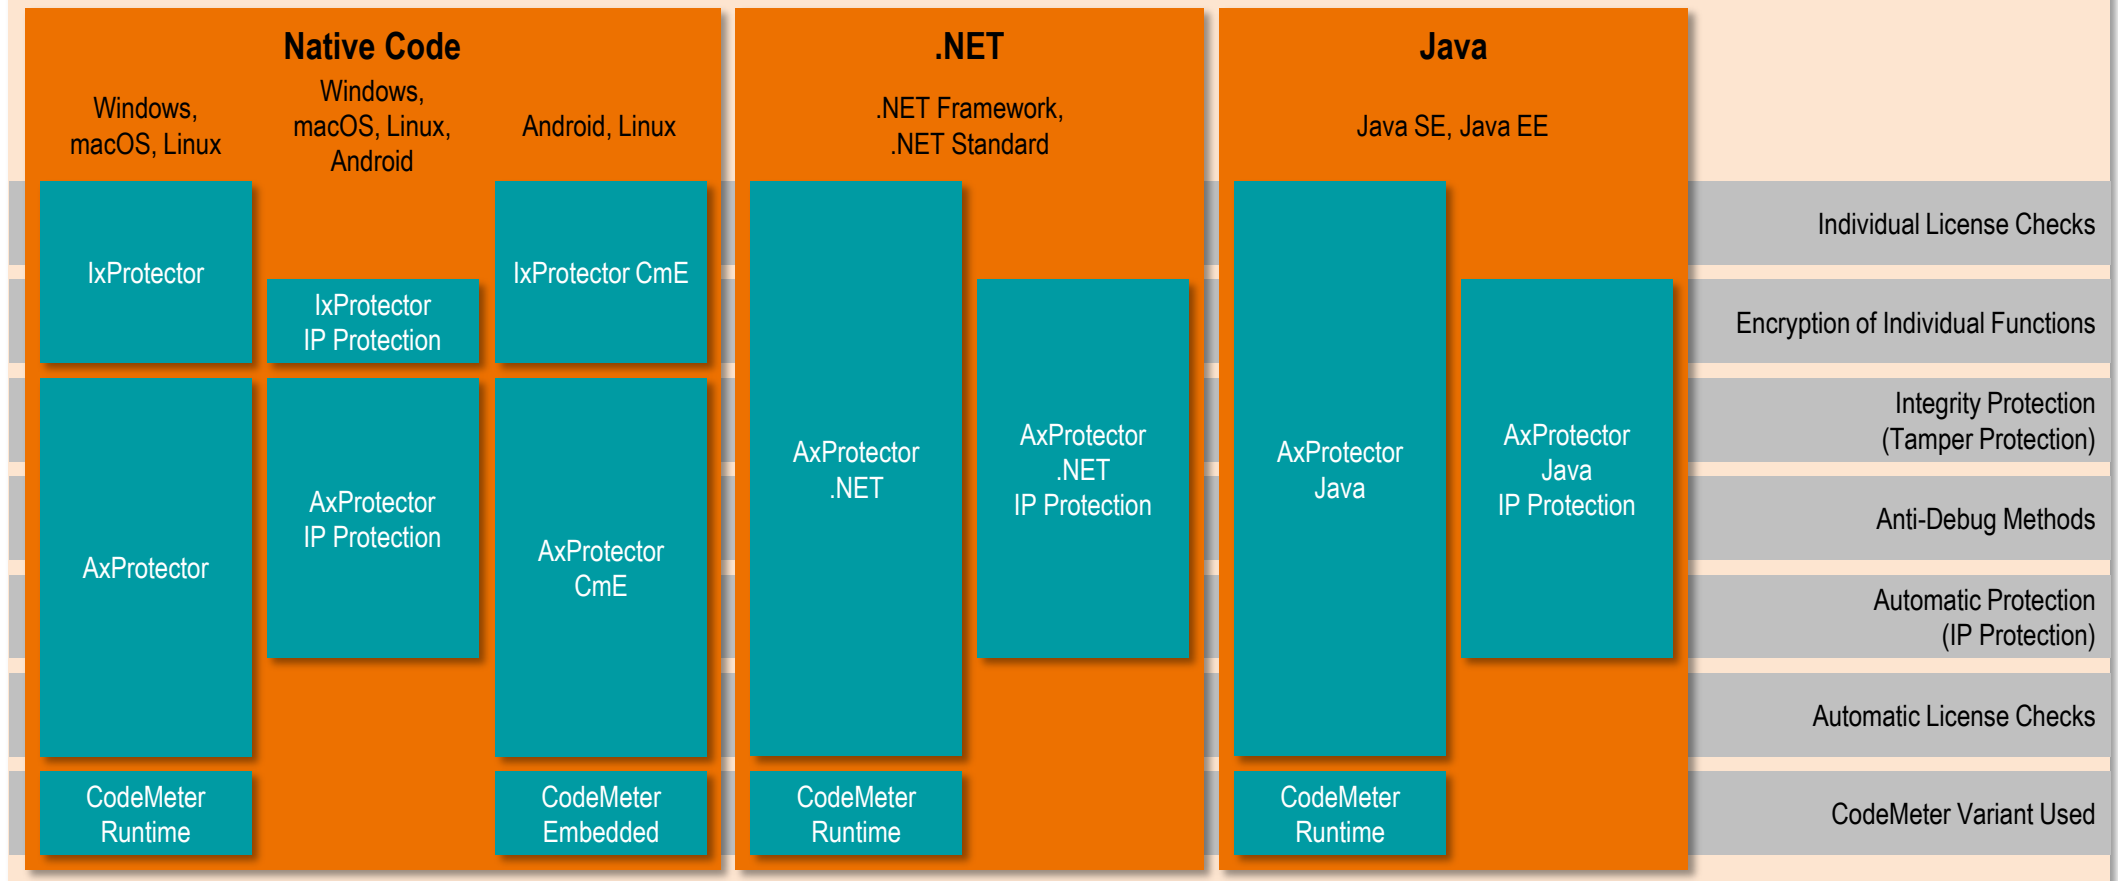 Native Code
Windows,
macOS, Linux
Windows,
macOS, Linux,
Android
Android, Linux
IxProtector
IxProtector
IP Protection
IxProtector CmE
AxProtector
AxProtector
IP Protection
AxProtector
CmE
CodeMeter
Runtime
CodeMeter
Embedded
.NET
.NET Framework,
.NET Standard
AxProtector
.NET
AxProtector
.NET
IP Protection
CodeMeter
Runtime
Java
Java SE, Java EE
AxProtector
Java
AxProtector
Java
IP Protection
CodeMeter
Runtime
Individual License Checks
Encryption of Individual Functions
Integrity Protection
(Tamper Protection)
Anti-Debug Methods
Automatic Protection
(IP Protection)
Automatic License Checks
CodeMeter Variant Used